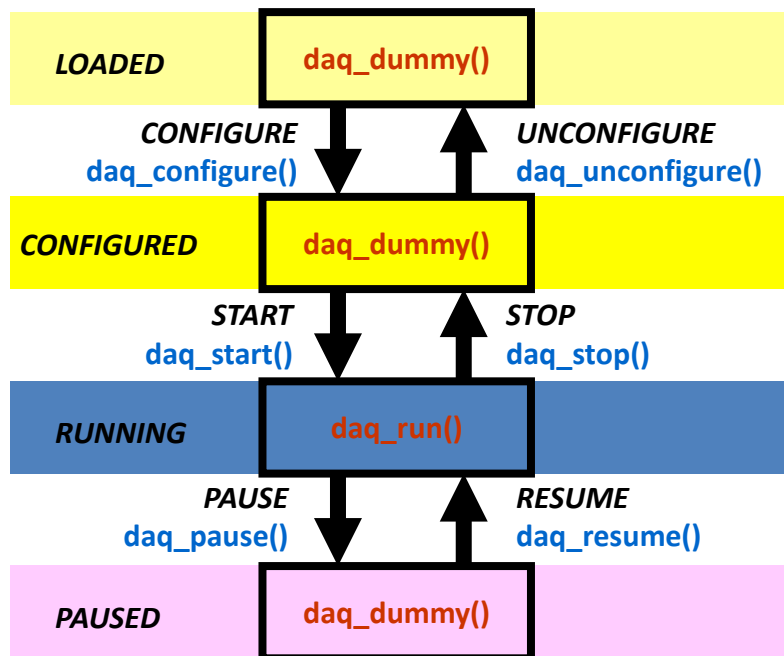 LOADED
daq_dummy()
CONFIGURE
daq_configure()
UNCONFIGURE
daq_unconfigure()
CONFIGURED
daq_dummy()
START
daq_start()
STOP
daq_stop()
RUNNING
daq_run()
PAUSE
daq_pause()
RESUME
daq_resume()
PAUSED
daq_dummy()